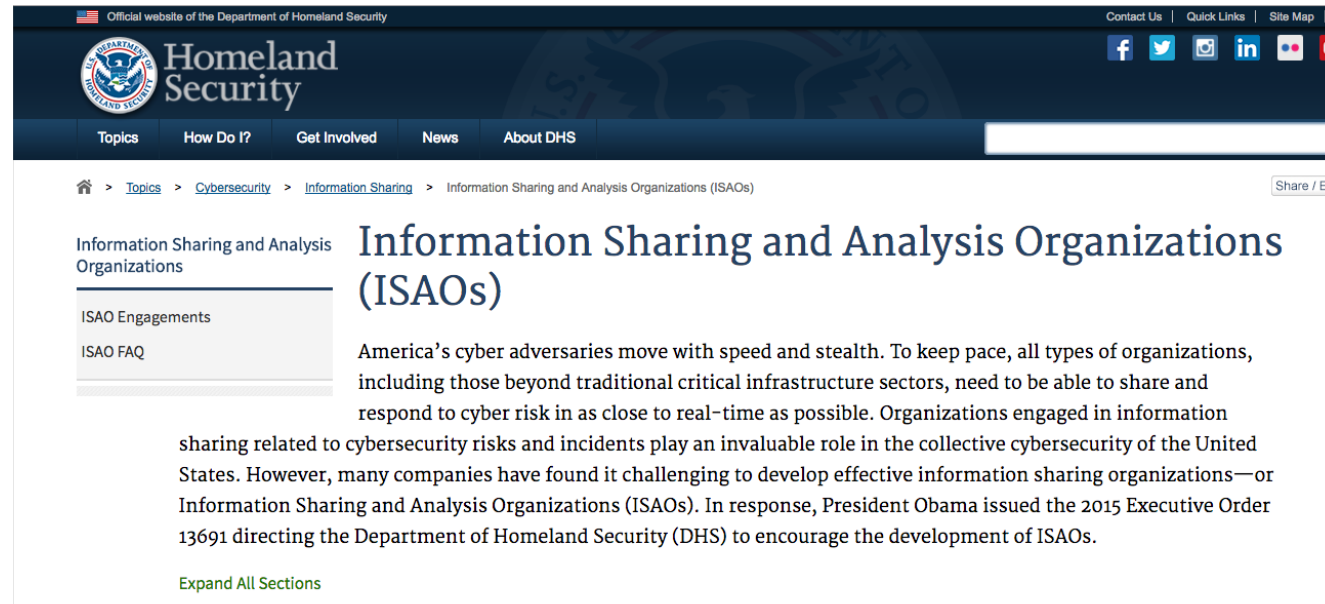 Official website of the Department of Homeland Security
Contact Us | Quick Links | Site Map |
U.S. DEPARTMENT OF HOMELAND SECURITY
Homeland
Security
Topics How Do I? Get Involved News About DHS
> Topics > Cybersecurity > Information Sharing > Information Sharing and Analysis Organizations (ISAOs)
Share / E
Information Sharing and Analysis
Organizations
ISAO Engagements
ISAO FAQ
Information Sharing and Analysis Organizations
(ISAOs)
America’s cyber adversaries move with speed and stealth. To keep pace, all types of organizations,
including those beyond traditional critical infrastructure sectors, need to be able to share and
respond to cyber risk in as close to real-time as possible. Organizations engaged in information
sharing related to cybersecurity risks and incidents play an invaluable role in the collective cybersecurity of the United
States. However, many companies have found it challenging to develop effective information sharing organizations—or
Information Sharing and Analysis Organizations (ISAOs). In response, President Obama issued the 2015 Executive Order
13691 directing the Department of Homeland Security (DHS) to encourage the development of ISAOs.
Expand All Sections